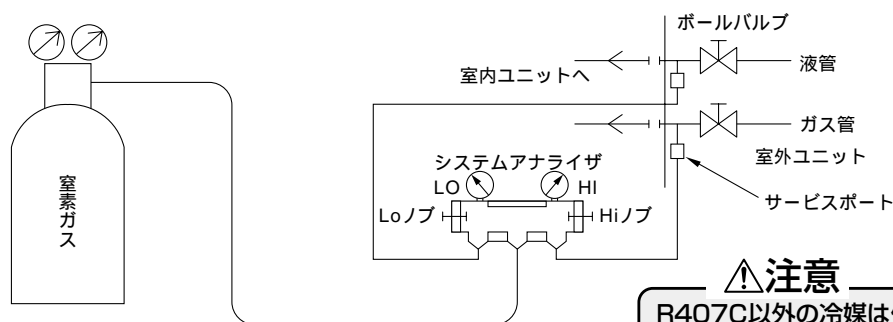 ボールバルブ
液管
室内ユニットへ
ガス管
室外ユニット
サービスポート
システムアナライザ
LO
HI
Loノブ
Hiノブ
窒素ガス
注意
R407C以外の冷媒は